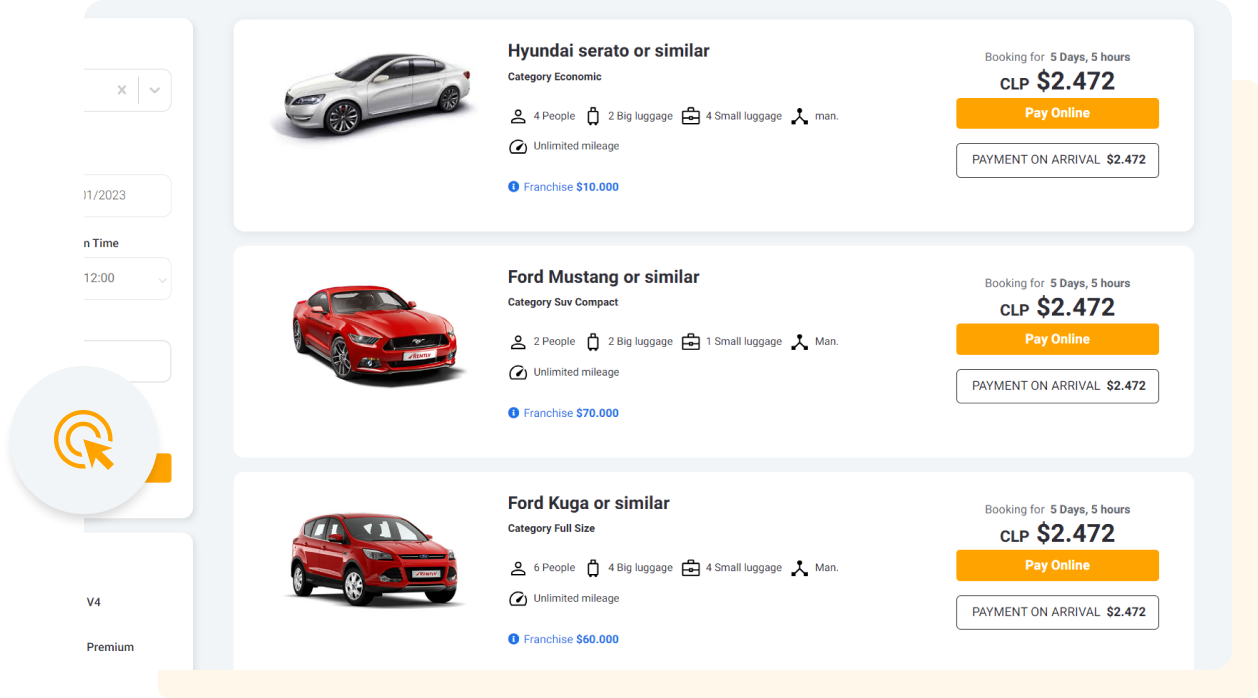 01/2023
n Time
12:00
V4
Premium
Hyundai serato or similar
Category Economic
4 People 2 Big luggage 4 Small luggage man.
Unlimited mileage
Franchise $10.000
Booking for 5 Days, 5 hours
CLP $2.472
Pay Online
PAYMENT ON ARRIVAL $2.472
Ford Mustang or similar
Category Suv Compact
2 People 2 Big luggage 1 Small luggage Man.
Unlimited mileage
Franchise $70.000
RENTLY
Booking for 5 Days, 5 hours
CLP $2.472
Pay Online
PAYMENT ON ARRIVAL $2.472
Ford Kuga or similar
Category Full Size
6 People 4 Big luggage 4 Small luggage Man.
Unlimited mileage
Franchise $60.000
RENTLY
Booking for 5 Days, 5 hours
CLP $2.472
Pay Online
PAYMENT ON ARRIVAL $2.472